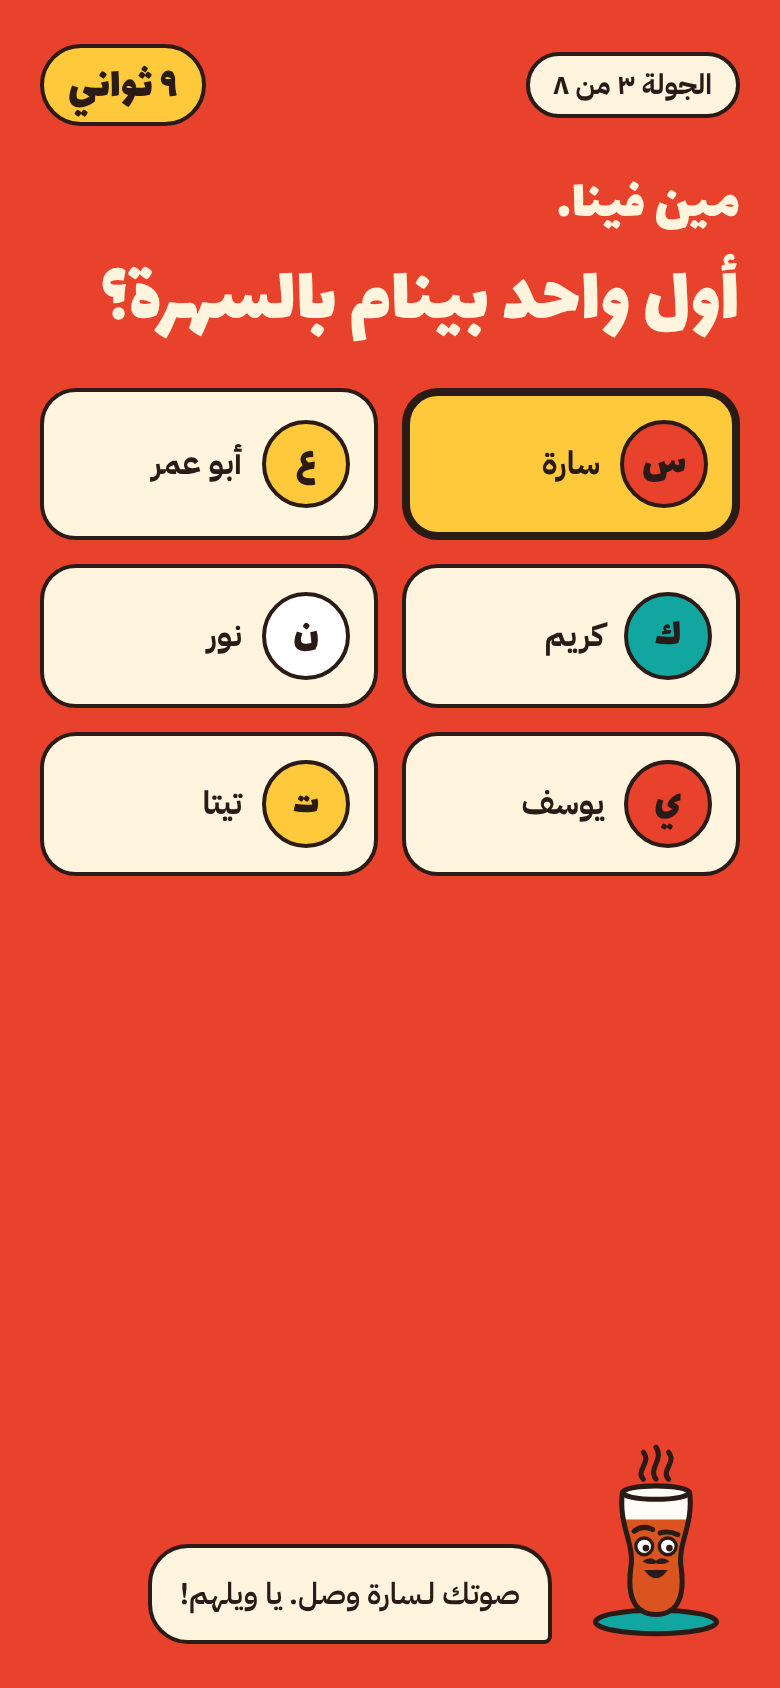 الجولة ٣ من ٨
٩ ثواني
مين فينا.
أول واحد بينام بالسهرة؟
س سارة
ع أبو عمر
ك كريم
ن نور
ي يوسف
ت تيتا
صوتك لسارة وصل. يا ويلهم!